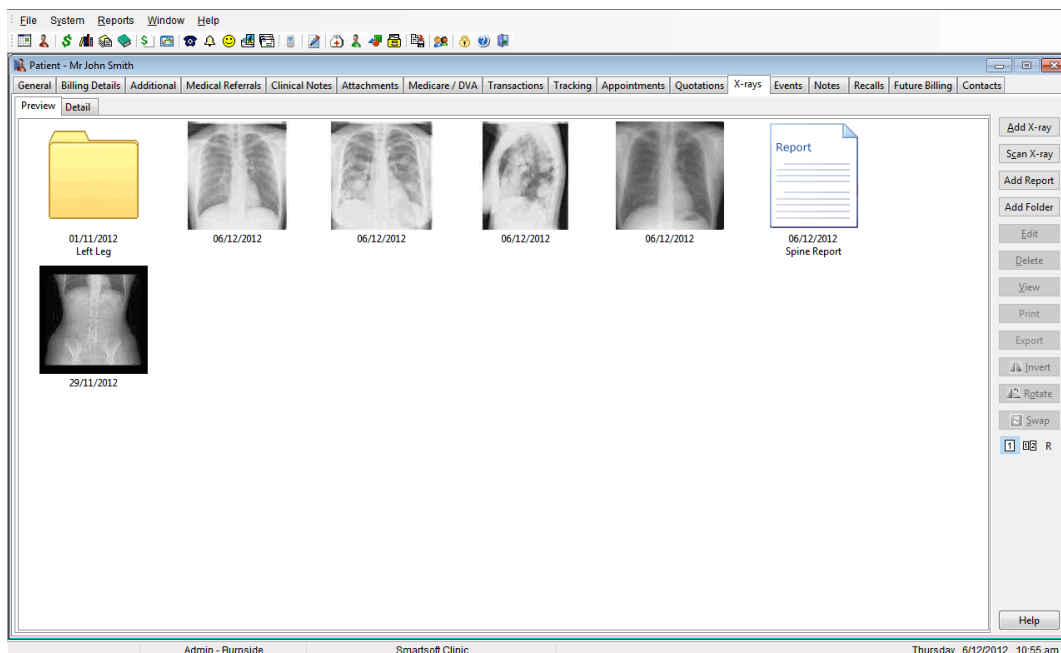 File System Reports Window Help
Patient - Mr John Smith
General Billing Details Additional Medical Referrals Clinical Notes Attachments Medicare / DVA Transactions Tracking Appointments Quotations X-rays Events Notes Recalls Future Billing Contacts
Preview Detail
Add X-ray
Scan X-ray
Add Report
Add Folder
Edit
Delete
View
Print
Export
Invert
Rotate
Swap
1 12 R
Report
01/11/2012
Left Leg
06/12/2012
06/12/2012
06/12/2012
06/12/2012
06/12/2012
Spine Report
29/11/2012
Help
Admin - Burnside Smartsoft Clinic Thursday 6/12/2012 10:55 am